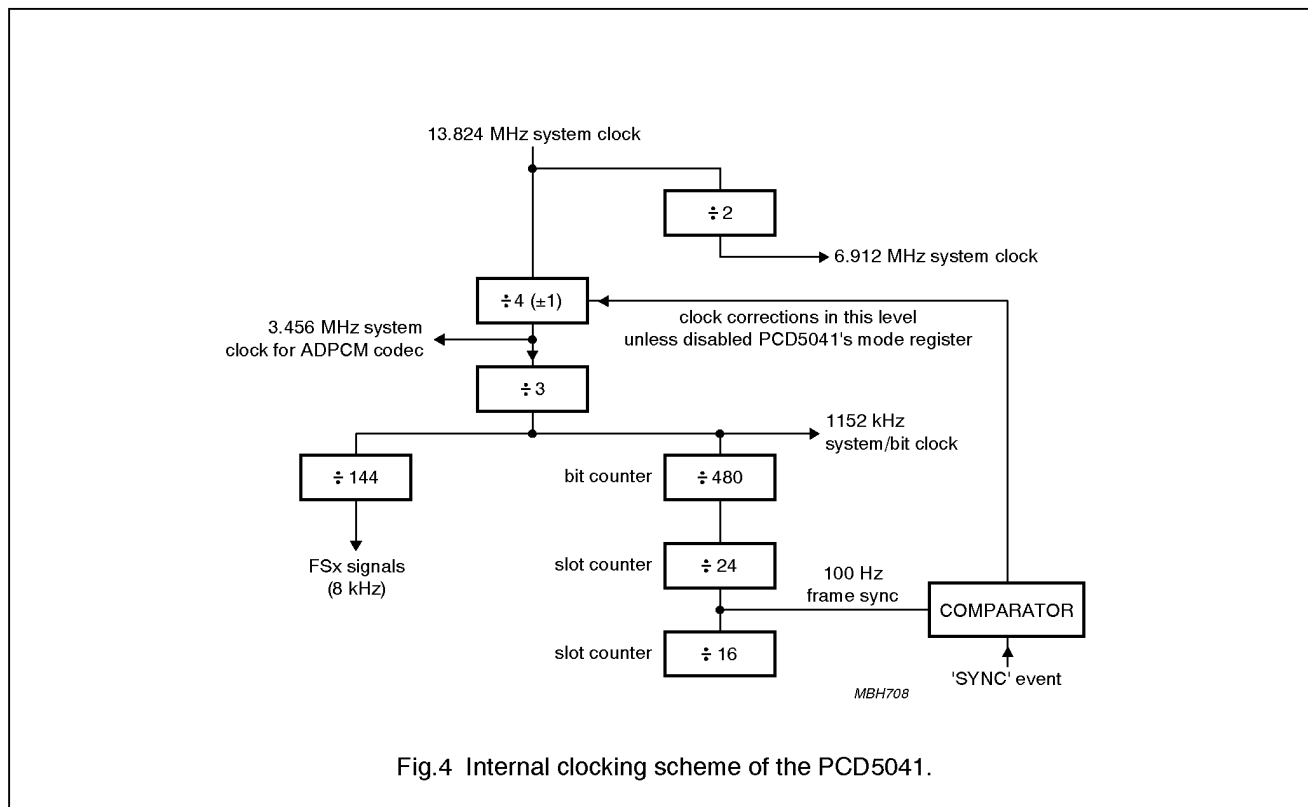 13.824 MHz system clock
÷2
6.912 MHz system clock
÷4 (±1)
clock corrections in this level
unless disabled PCD5041's mode register
3.456 MHz system
clock for ADPCM codec
÷3
1152 kHz
system/bit clock
÷144
bit counter
÷480
FSx signals
(8 kHz)
slot counter
÷24
100 Hz
frame sync
COMPARATOR
slot counter
÷16
'SYNC' event
MBH708
Fig.4 Internal clocking scheme of the PCD5041.